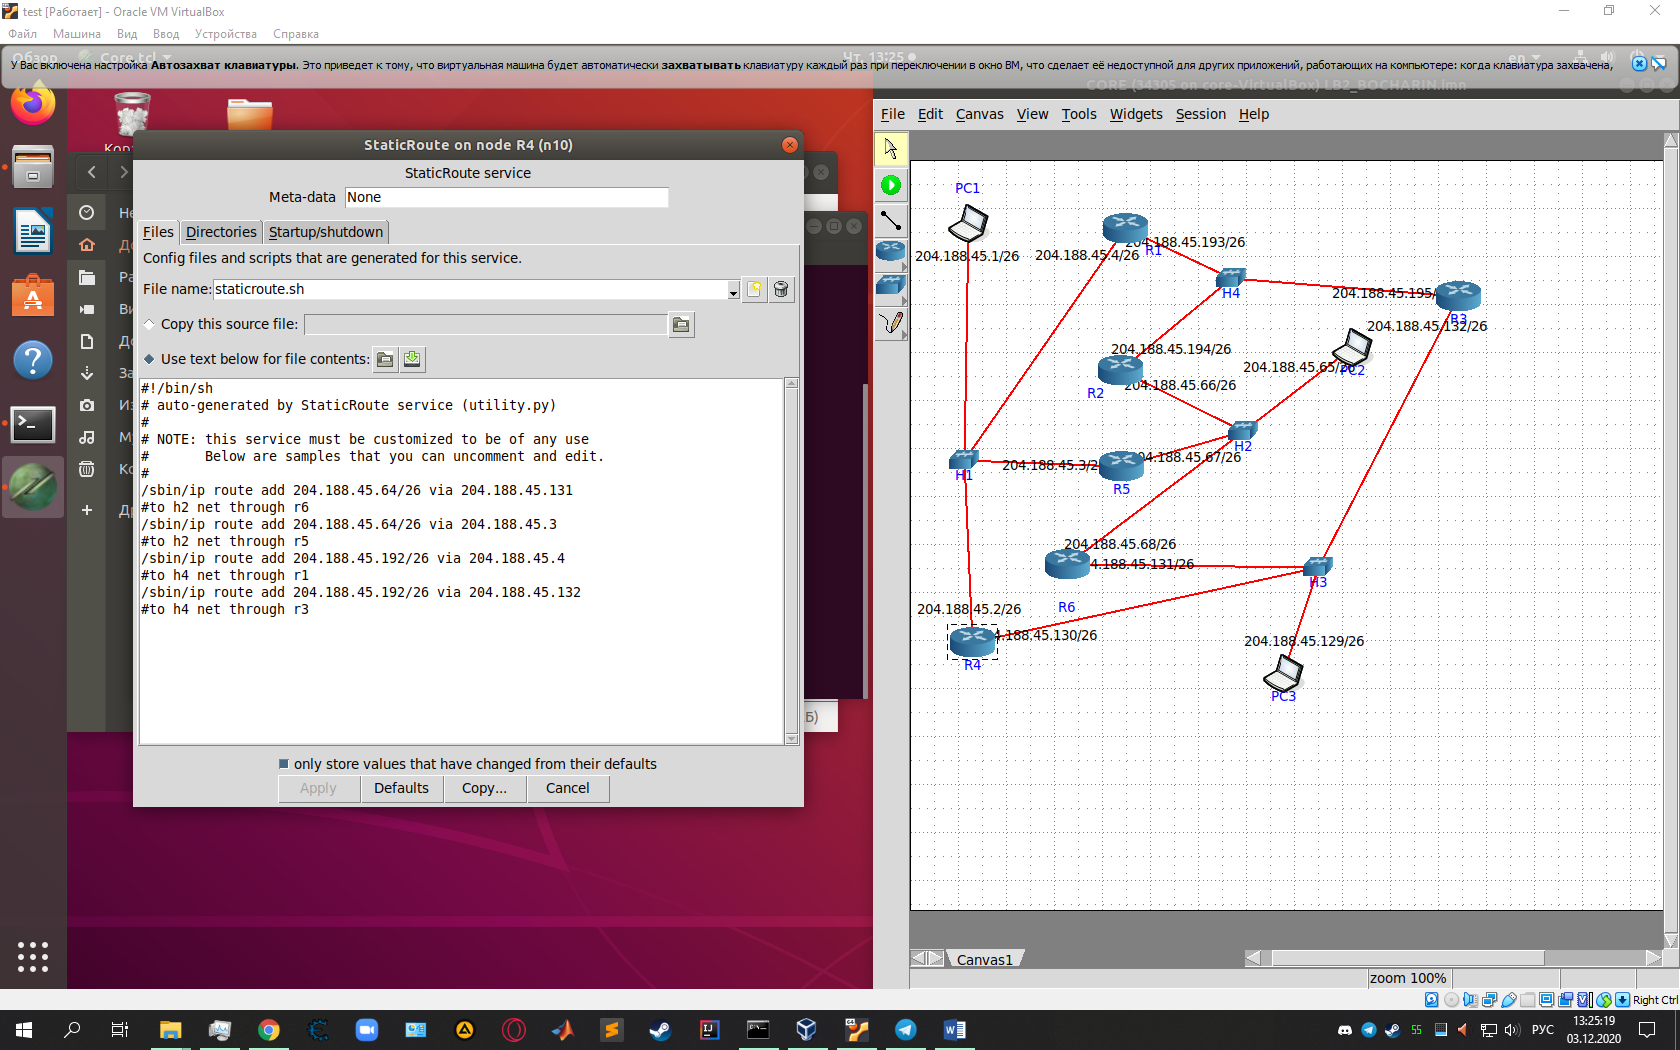 test [Работает] - Oracle VM VirtualBox
Файл Машина Вид Ввод Устройства Справка
У Вас включена настройка Автозахват клавиатуры. Это приведет к тому, что виртуальная машина будет автоматически захватывать клавиатуру каждый раз при переключении в окно ВМ, что сделает её недоступной для других приложений, работающих на компьютере: когда клавиатура захвачена,
Обзор Core.tcl Чт, 13:25 en
CORE (34305 on core-VirtualBox) LB2_BOCHARIN.imn
File Edit Canvas View Tools Widgets Session Help
StaticRoute on node R4 (n10)
StaticRoute service
Meta-data None
Files Directories Startup/shutdown
Config files and scripts that are generated for this service.
File name: staticroute.sh
Copy this source file:
Use text below for file contents:
#!/bin/sh
# auto-generated by StaticRoute service (utility.py)
#
# NOTE: this service must be customized to be of any use
#       Below are samples that you can uncomment and edit.
#
/sbin/ip route add 204.188.45.64/26 via 204.188.45.131
#to h2 net through r6
/sbin/ip route add 204.188.45.64/26 via 204.188.45.3
#to h2 net through r5
/sbin/ip route add 204.188.45.192/26 via 204.188.45.4
#to h4 net through r1
/sbin/ip route add 204.188.45.192/26 via 204.188.45.132
#to h4 net through r3
only store values that have changed from their defaults
Apply Defaults Copy... Cancel
Б)
PC1
204.188.45.1/26
204.188.45.4/26
204.188.45.193/26
R1
H4
204.188.45.195/
R3
204.188.45.132/26
204.188.45.194/26
204.188.45.65/26
PC2
204.188.45.66/26
R2
H2
204.188.45.67/26
204.188.45.3/2
H1
R5
204.188.45.68/26
4.188.45.131/26
H3
R6
204.188.45.2/26
4.188.45.130/26
R4
204.188.45.129/26
PC3
Canvas1
zoom 100%
Right Ctrl
55
РУС
13:25:19
03.12.2020